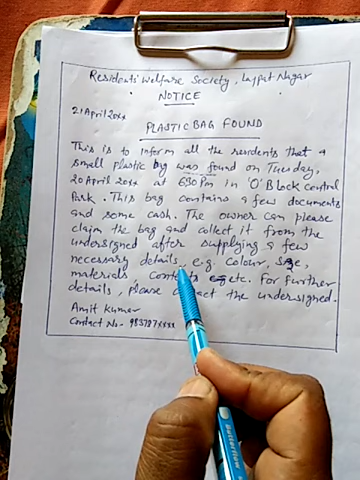 Residents Welfare Society, Lajpat Nagar
NOTICE
21 April 20xx
PLASTIC BAG FOUND
This is to inform all the residents that a
small plastic bag was found on Tuesday,
20 April 20xx at 6:30 Pm in 'O' Block Central
Park. This bag contains a few documents
and some cash. The owner can please
claim the bag and collect it from the
undersigned after supplying a few
necessary details, e.g. Colour, Size,
materials etc. For further
details, please contact the undersigned.
Amit Kumar
Contact No- 983727xxxx
Butterflow